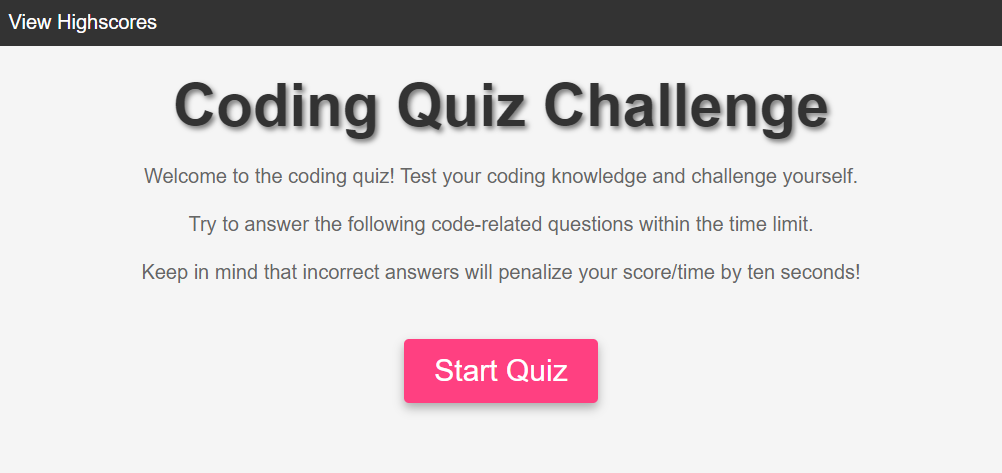 View Highscores
Coding Quiz Challenge
Welcome to the coding quiz! Test your coding knowledge and challenge yourself.
Try to answer the following code-related questions within the time limit.
Keep in mind that incorrect answers will penalize your score/time by ten seconds!
Start Quiz